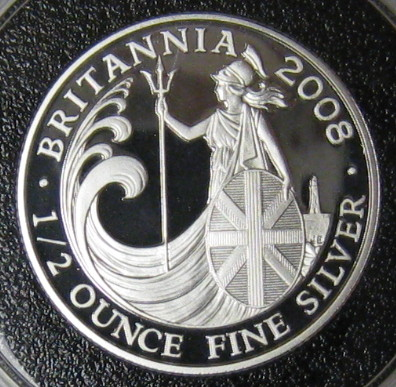 BRITANNIA 2008
1/2 OUNCE FINE SILVER